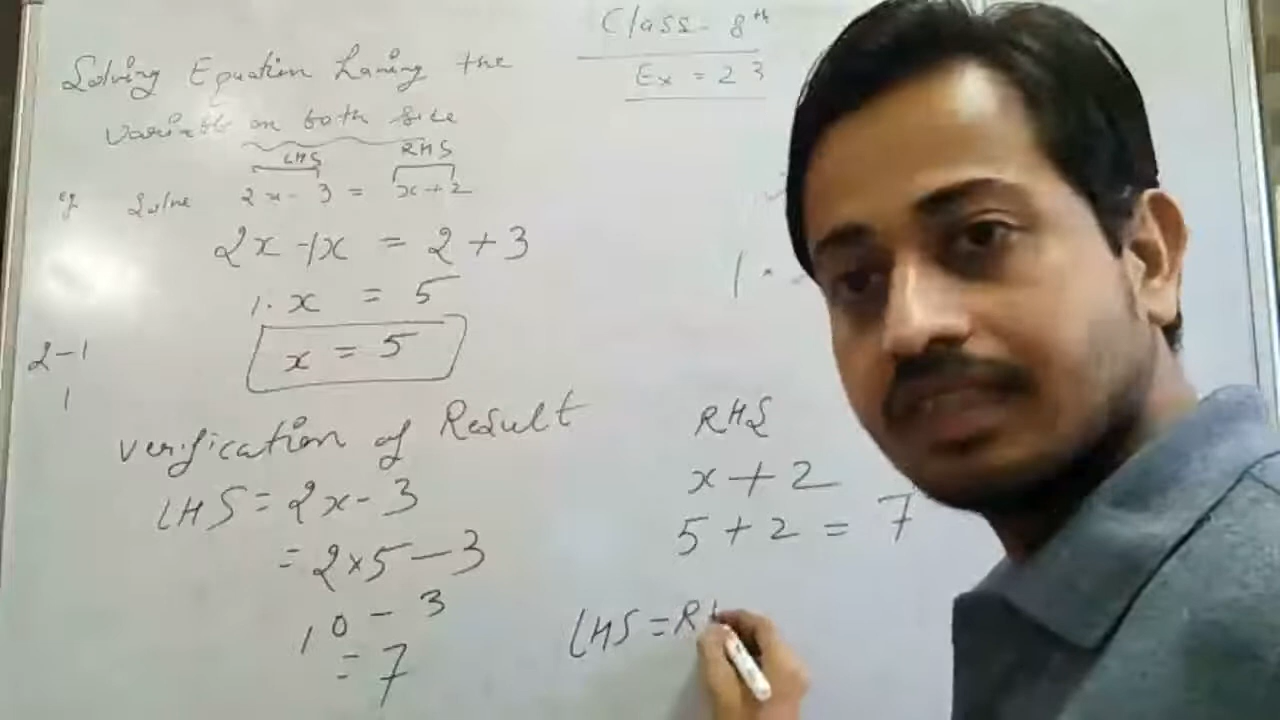 Class - 8th
Ex = 2 3
Solving Equation having the
variable on both side
LHS RHS
eg. Solve 2x - 3 = x + 2
2x - 1x = 2 + 3
1. x = 5
x = 5
2 - 1
1
verification of Result
LHS = 2x - 3
= 2 x 5 - 3
10 - 3
= 7
RHS
x + 2
5 + 2 = 7
LHS = RH